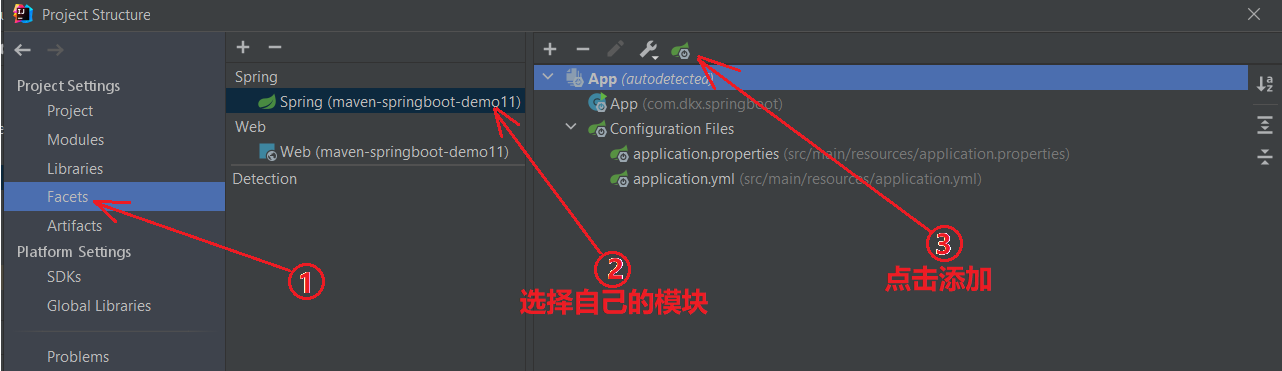 Project Structure
Project Settings
Project
Modules
Libraries
Facets
Artifacts
Platform Settings
SDKs
Global Libraries
Problems
Spring
Spring (maven-springboot-demo11)
Web
Web (maven-springboot-demo11)
Detection
App (autodetected)
App (com.dkx.springboot)
Configuration Files
application.properties (src/main/resources/application.properties)
application.yml (src/main/resources/application.yml)
①
②
选择自己的模块
③
点击添加